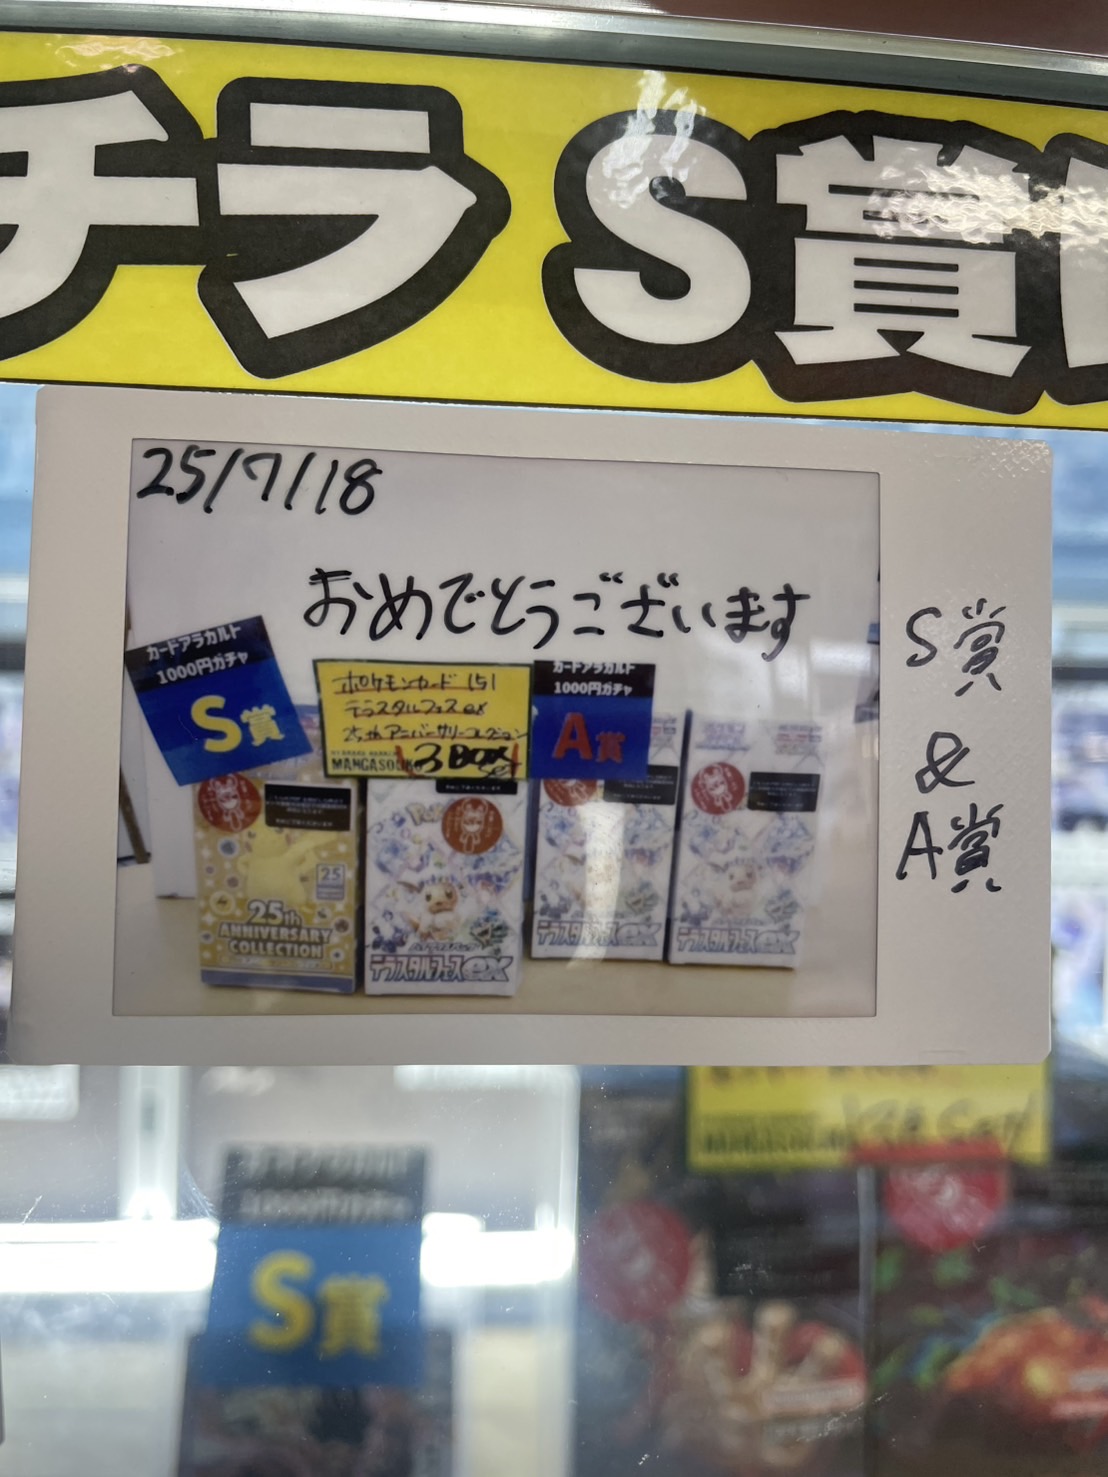 チラS賞
25/7/18
おめでとうございます
カードアラカルト
1000円ガチャ
S賞
ポケモンカード 151
テラスタルフェスex
25thアニバーサリーコレクション
3BOX
set
カードアラカルト
1000円ガチャ
A賞
S賞
&
A賞
25
25th
ANNIVERSARY
COLLECTION
テラスタルフェスex
テラスタルフェスex
テラスタルフェスex
S賞